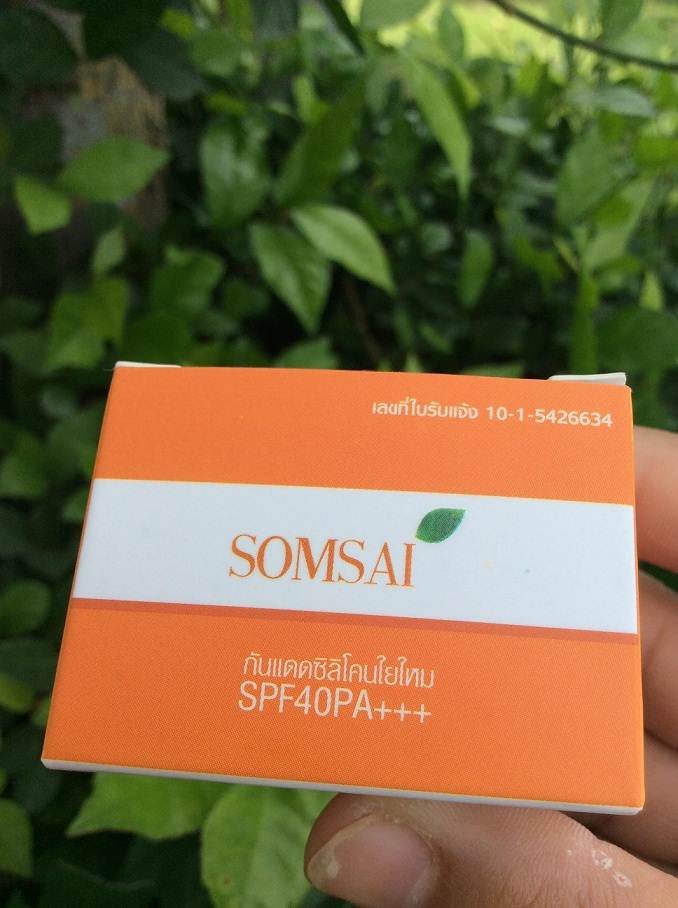 เลขที่ใบรับแจ้ง 10-1-5426634
SOMSAI
กันแดดซิลิโคนใยไหม
SPF40PA+++